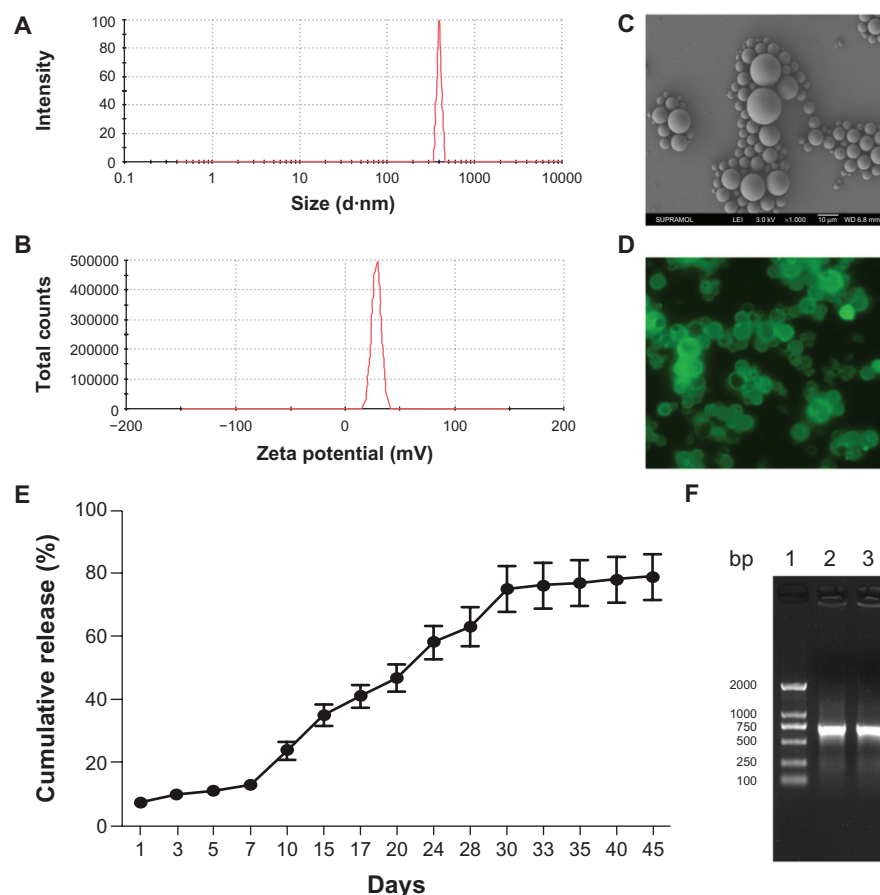 A
100
80
60
40
20
0
Intensity
0.1 1 10 100 1000 10000
Size (d·nm)
B
500000
400000
300000
200000
100000
0
Total counts
−200 −100 0 100 200
Zeta potential (mV)
C
SUPRAMOL LEI 3.0 kV ×1.000 10 µm WD 6.8 mm
D
E
100
80
60
40
20
0
Cumulative release (%)
1 3 5 7 10 15 17 20 24 28 30 33 35 40 45
Days
F
bp 1 2 3
2000
1000
750
500
250
100